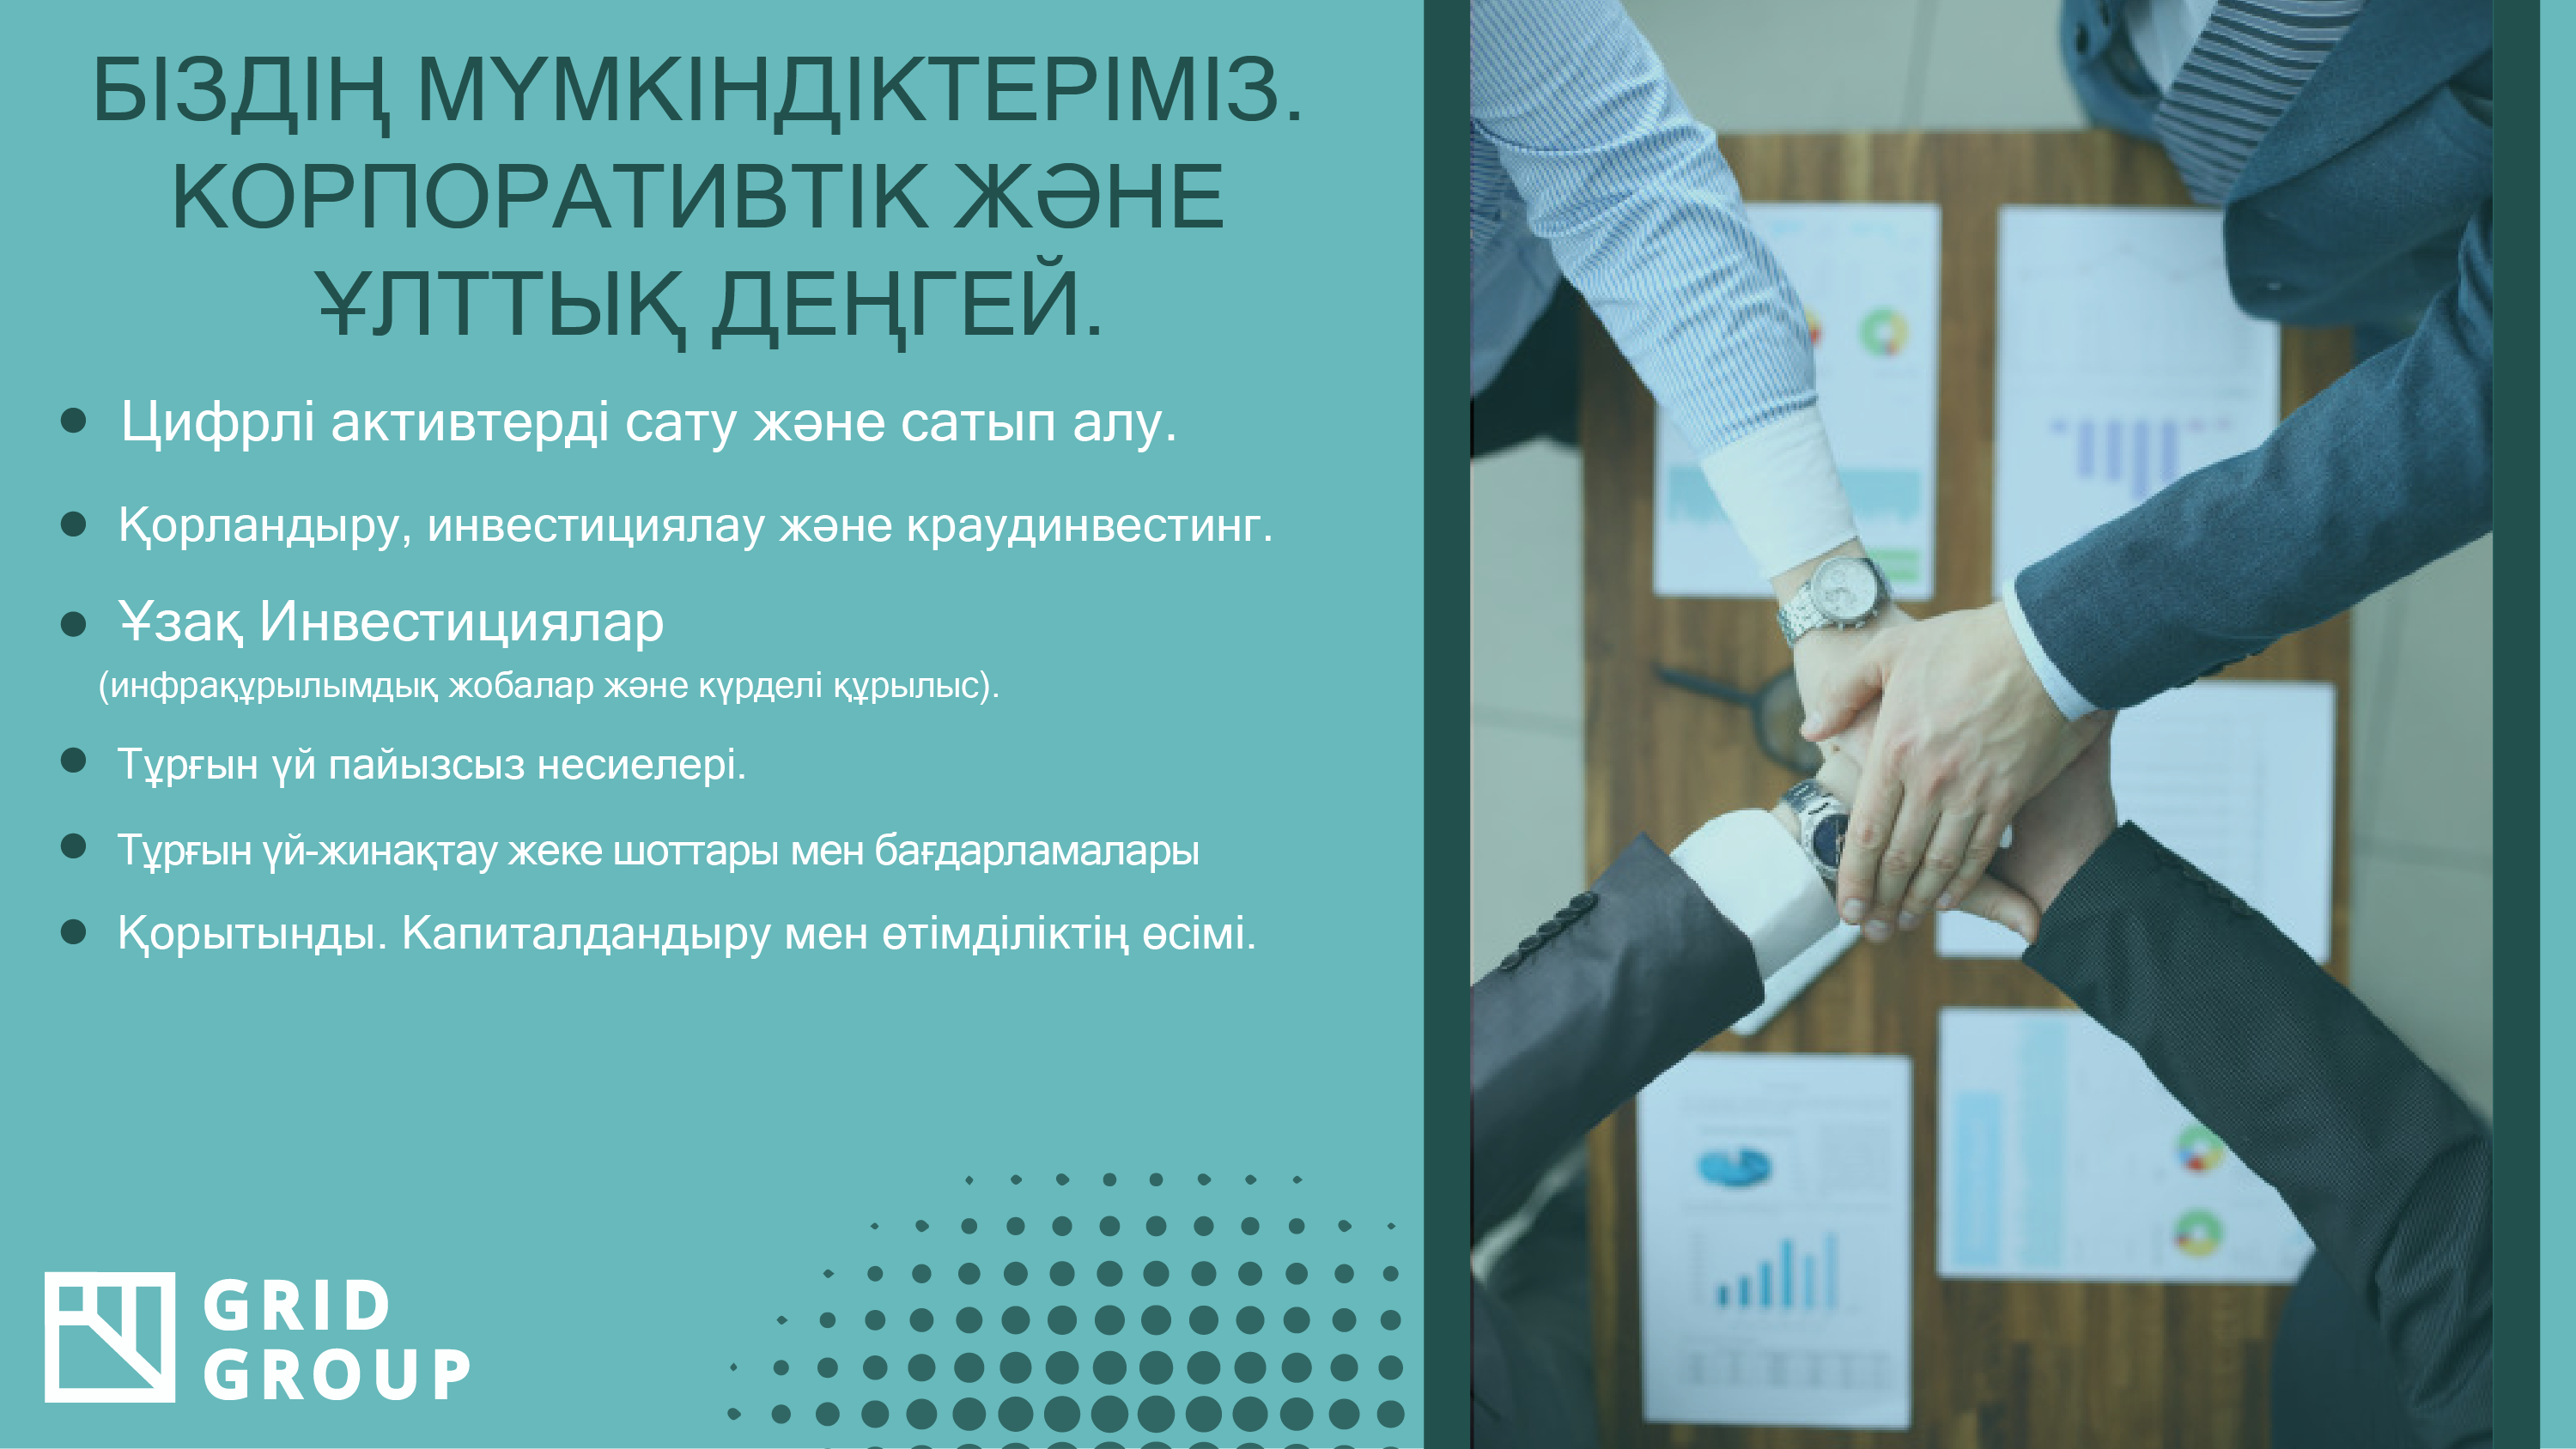 БІЗДІҢ МҮМКІНДІКТЕРІМІЗ.
КОРПОРАТИВТІК ЖӘНЕ
ҰЛТТЫҚ ДЕҢГЕЙ.
Цифрлі активтерді сату және сатып алу.
Қорландыру, инвестициялау және краудинвестинг.
Ұзақ Инвестициялар
(инфрақұрылымдық жобалар және күрделі құрылыс).
Тұрғын үй пайызсыз несиелері.
Тұрғын үй-жинақтау жеке шоттары мен бағдарламалары
Қорытынды. Капиталдандыру мен өтімділіктің өсімі.
GRID
GROUP